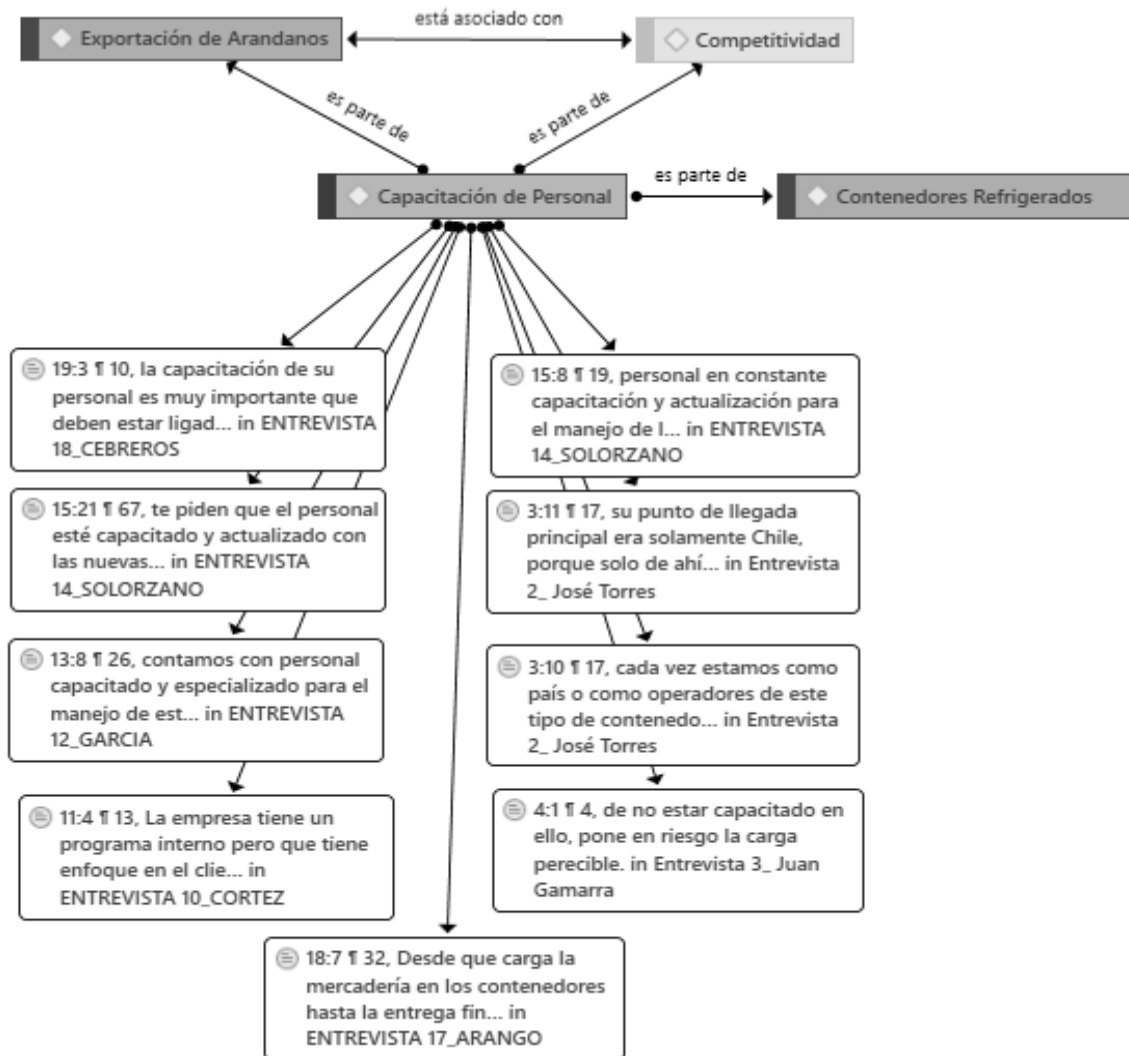 está asociado con
Exportación de Arandanos
Competitividad
es parte de
es parte de
Capacitación de Personal
es parte de
Contenedores Refrigerados
19:3 ¶ 10, la capacitación de su
personal es muy importante que
deben estar ligad... in ENTREVISTA
18_CEBREROS
15:8 ¶ 19, personal en constante
capacitación y actualización para
el manejo de l... in ENTREVISTA
14_SOLORZANO
15:21 ¶ 67, te piden que el personal
esté capacitado y actualizado con
las nuevas... in ENTREVISTA
14_SOLORZANO
3:11 ¶ 17, su punto de llegada
principal era solamente Chile,
porque solo de ahí... in Entrevista
2_ José Torres
13:8 ¶ 26, contamos con personal
capacitado y especializado para el
manejo de est... in ENTREVISTA
12_GARCIA
3:10 ¶ 17, cada vez estamos como
país o como operadores de este
tipo de contenedo... in Entrevista
2_ José Torres
11:4 ¶ 13, La empresa tiene un
programa interno pero que tiene
enfoque en el clie... in
ENTREVISTA 10_CORTEZ
4:1 ¶ 4, de no estar capacitado en
ello, pone en riesgo la carga
perecible. in Entrevista 3_ Juan
Gamarra
18:7 ¶ 32, Desde que carga la
mercadería en los contenedores
hasta la entrega fin... in
ENTREVISTA 17_ARANGO